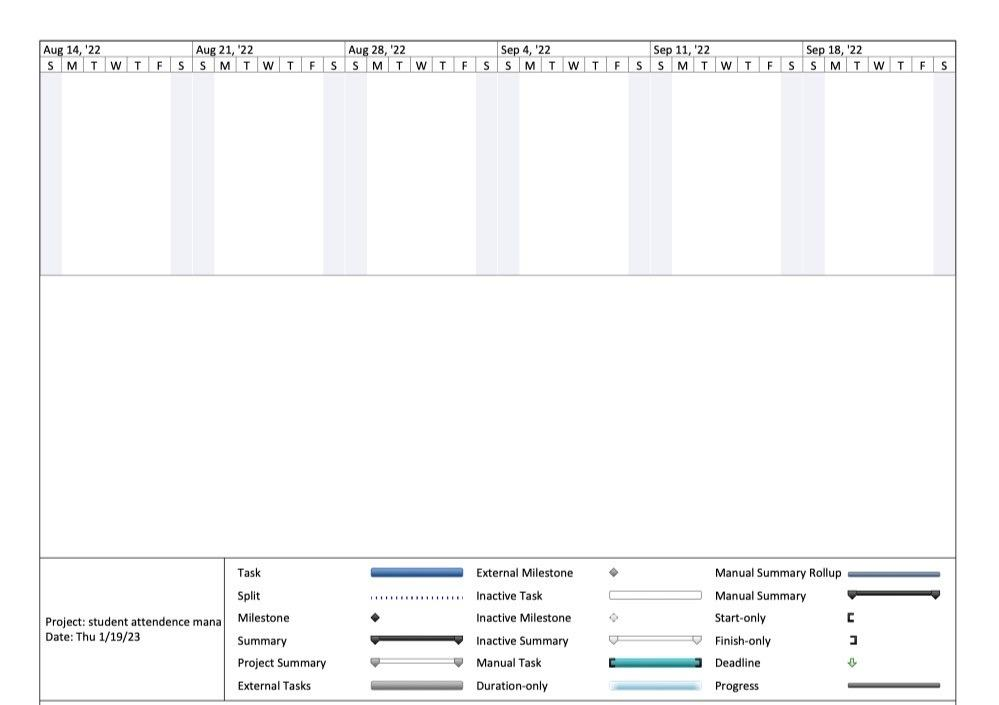 Aug 14, '22 Aug 21, '22 Aug 28, '22 Sep 4, '22 Sep 11, '22 Sep 18, '22
S M T W T F S S M T W T F S S M T W T F S S M T W T F S S M T W T F S S M T W T F S
Project: student attendence mana
Date: Thu 1/19/23
Task External Milestone Manual Summary Rollup
Split Inactive Task Manual Summary
Milestone Inactive Milestone Start-only
Summary Inactive Summary Finish-only
Project Summary Manual Task Deadline
External Tasks Duration-only Progress